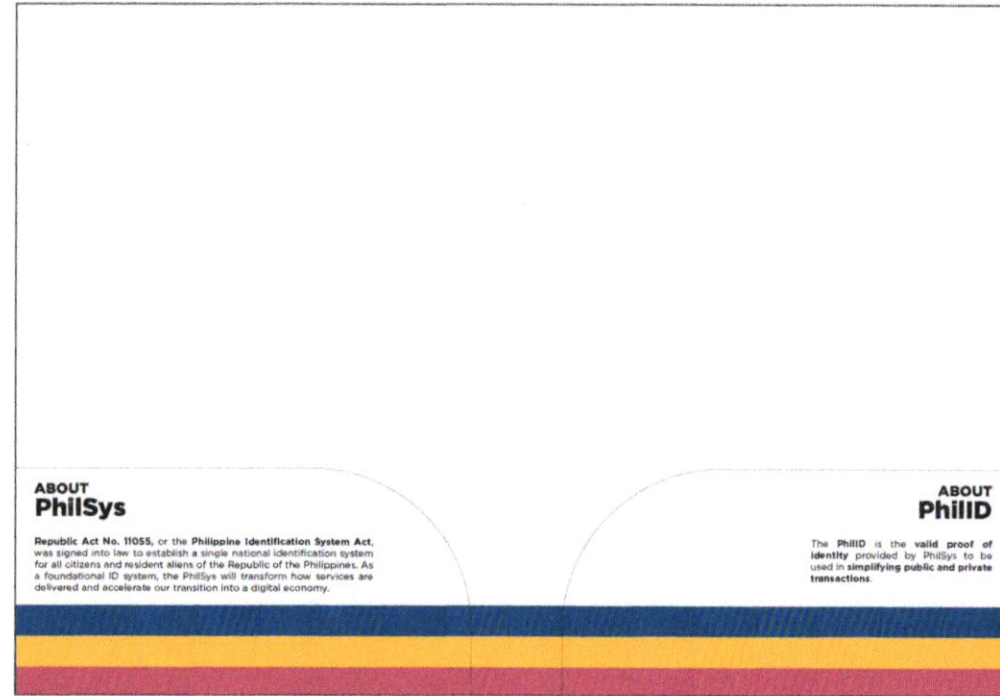 ABOUT
PhilSys
Republic Act No. 11055, or the Philippine Identification System Act,
was signed into law to establish a single national identification system
for all citizens and resident aliens of the Republic of the Philippines. As
a foundational ID system, the PhilSys will transform how services are
delivered and accelerate our transition into a digital economy.
ABOUT
PhilID
The PhilID is the valid proof of
identity provided by PhilSys to be
used in simplifying public and private
transactions.